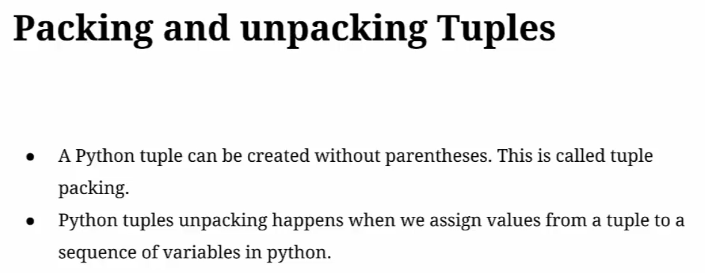 Packing and unpacking Tuples
● A Python tuple can be created without parentheses. This is called tuple
packing.
● Python tuples unpacking happens when we assign values from a tuple to a
sequence of variables in python.